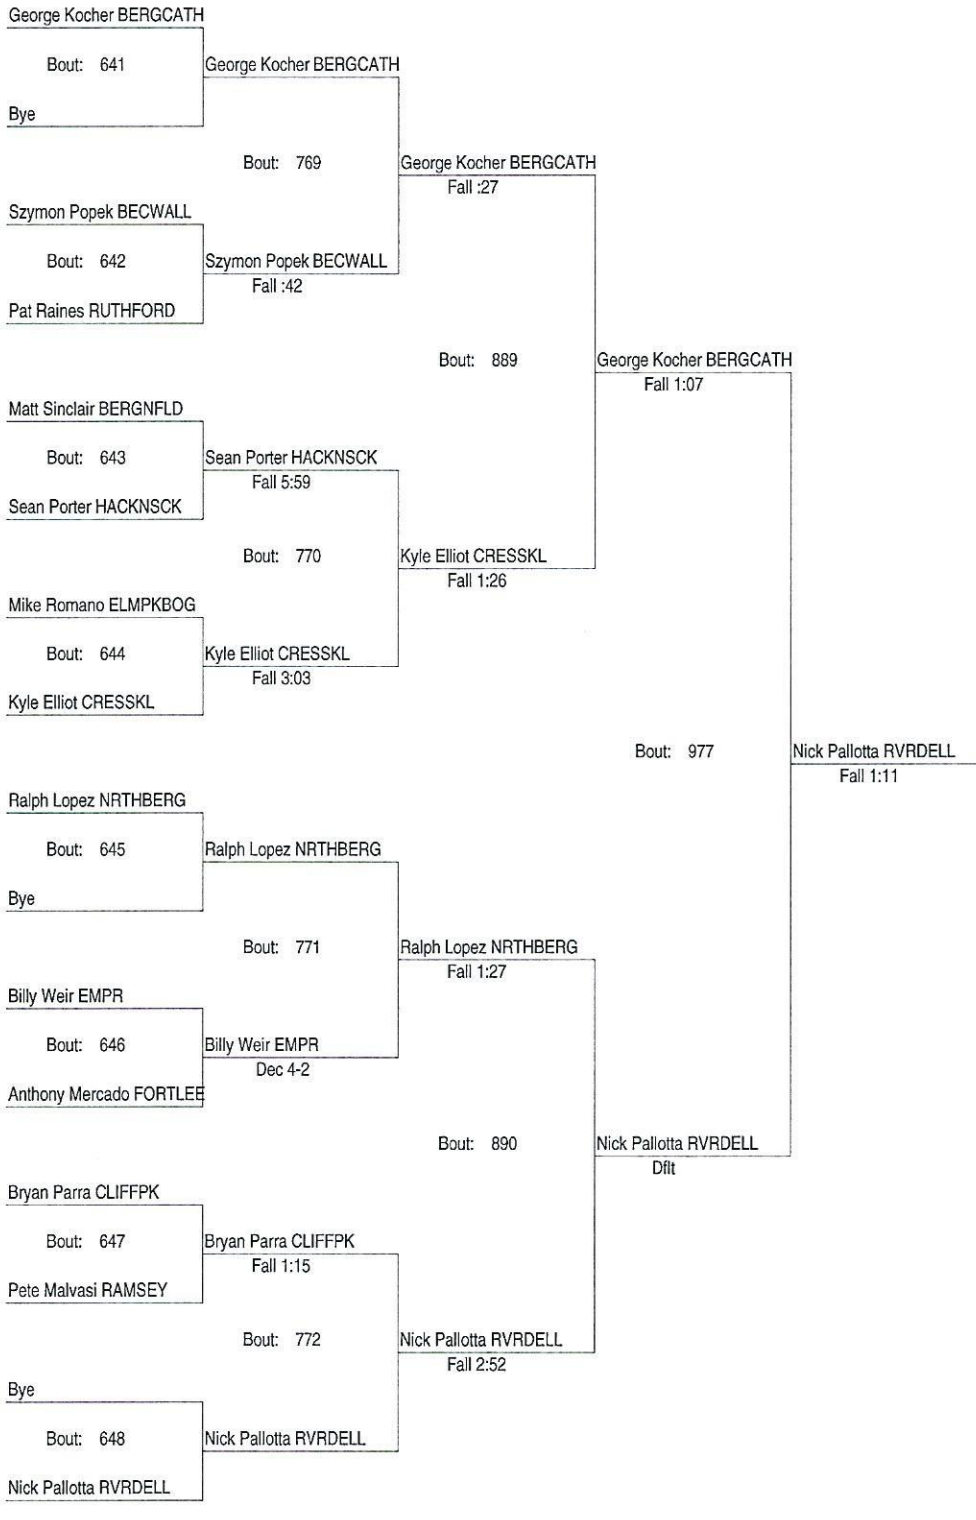 George Kocher BERGCATH
Bout: 641
George Kocher BERGCATH
Bye
Bout: 769
George Kocher BERGCATH
Fall :27
Szymon Popek BECWALL
Bout: 642
Szymon Popek BECWALL
Fall :42
Pat Raines RUTHFORD
Bout: 889
George Kocher BERGCATH
Fall 1:07
Matt Sinclair BERGNFLD
Bout: 643
Sean Porter HACKNSCK
Fall 5:59
Sean Porter HACKNSCK
Bout: 770
Kyle Elliot CRESSKL
Fall 1:26
Mike Romano ELMPKBOG
Bout: 644
Kyle Elliot CRESSKL
Fall 3:03
Kyle Elliot CRESSKL
Bout: 977
Nick Pallotta RVRDELL
Fall 1:11
Ralph Lopez NRTHBERG
Bout: 645
Ralph Lopez NRTHBERG
Bye
Bout: 771
Ralph Lopez NRTHBERG
Fall 1:27
Billy Weir EMPR
Bout: 646
Billy Weir EMPR
Dec 4-2
Anthony Mercado FORTLEE
Bout: 890
Nick Pallotta RVRDELL
Dflt
Bryan Parra CLIFFPK
Bout: 647
Bryan Parra CLIFFPK
Fall 1:15
Pete Malvasi RAMSEY
Bout: 772
Nick Pallotta RVRDELL
Fall 2:52
Bye
Bout: 648
Nick Pallotta RVRDELL
Nick Pallotta RVRDELL